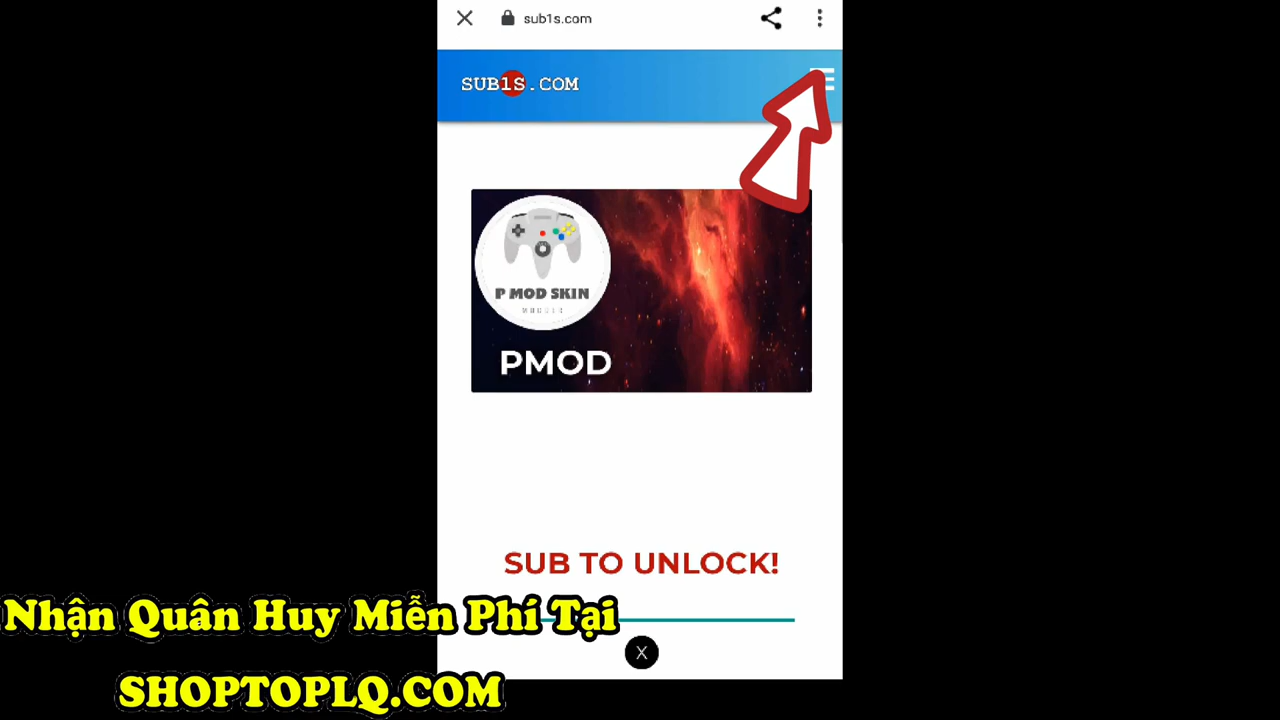 sub1s.com
SUB1S.COM
P MOD SKIN
PMOD
SUB TO UNLOCK!
Nhận Quân Huy Miễn Phí Tại
X
SHOPTOPLQ.COM